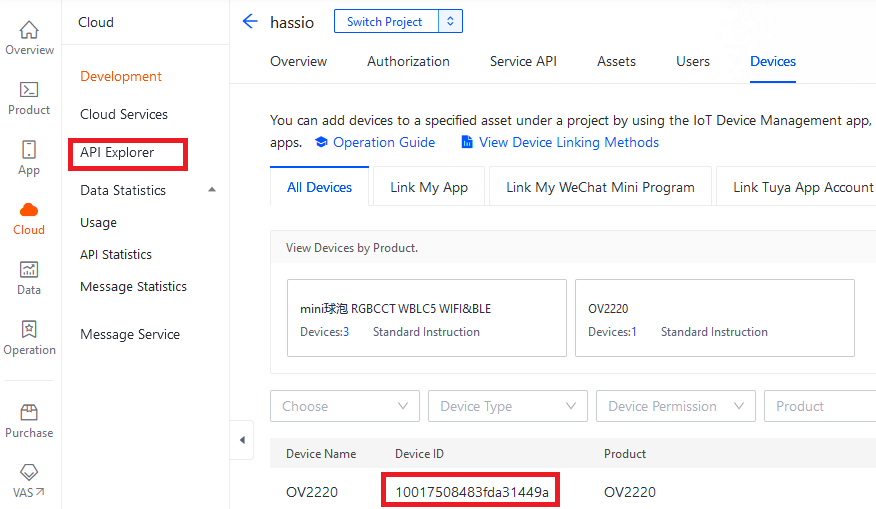 Overview
Product
App
Cloud
Data
Operation
Purchase
VAS
Cloud
Development
Cloud Services
API Explorer
Data Statistics
Usage
API Statistics
Message Statistics
Message Service
hassio
Switch Project
Overview Authorization Service API Assets Users Devices
You can add devices to a specified asset under a project by using the IoT Device Management app,
apps. Operation Guide View Device Linking Methods
All Devices Link My App Link My WeChat Mini Program Link Tuya App Account
View Devices by Product.
mini球泡 RGBCCT WBLC5 WIFI&BLE
Devices:3 Standard Instruction
OV2220
Devices:1 Standard Instruction
Choose Device Type Device Permission Product
Device Name Device ID Product
OV2220 10017508483fda31449a OV2220